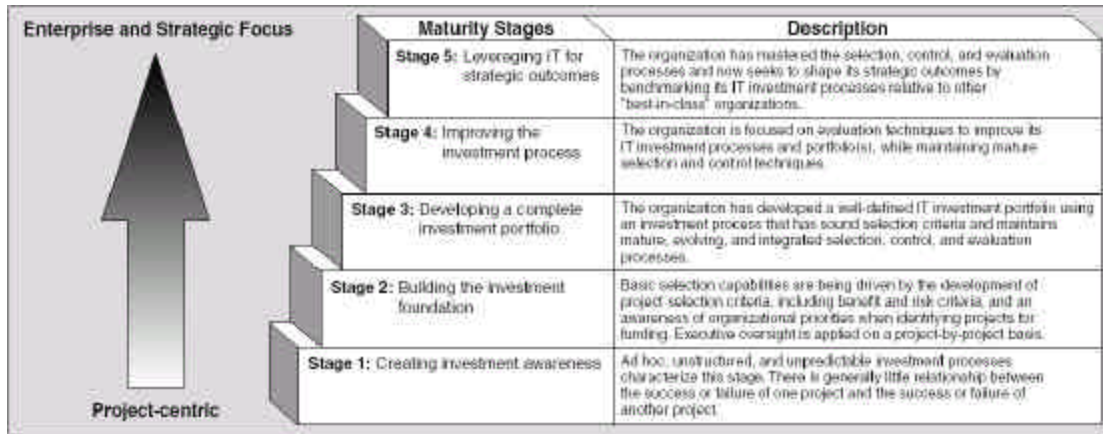 Enterprise and Strategic Focus
Project-centric
Maturity Stages
Description
Stage 5: Leveraging IT for
strategic outcomes
The organization has mastered the selection, control, and evaluation
processes and now seeks to shape its strategic outcomes by
benchmarking its IT investment processes relative to other
"best-in-class" organizations.
Stage 4: Improving the
investment process
The organization is focused on evaluation techniques to improve its
IT investment processes and portfolio(s), while maintaining mature
selection and control techniques.
Stage 3: Developing a complete
investment portfolio
The organization has developed a well-defined IT investment portfolio using
an investment process that has sound selection criteria and maintains
mature, evolving, and integrated selection, control, and evaluation
processes.
Stage 2: Building the investment
foundation
Basic selection capabilities are being driven by the development of
project selection criteria, including benefit and risk criteria, and an
awareness of organizational priorities when identifying projects for
funding. Executive oversight is applied on a project-by-project basis.
Stage 1: Creating investment awareness
Ad hoc, unstructured, and unpredictable investment processes
characterize this stage. There is generally little relationship between
the success or failure of one project and the success or failure of
another project